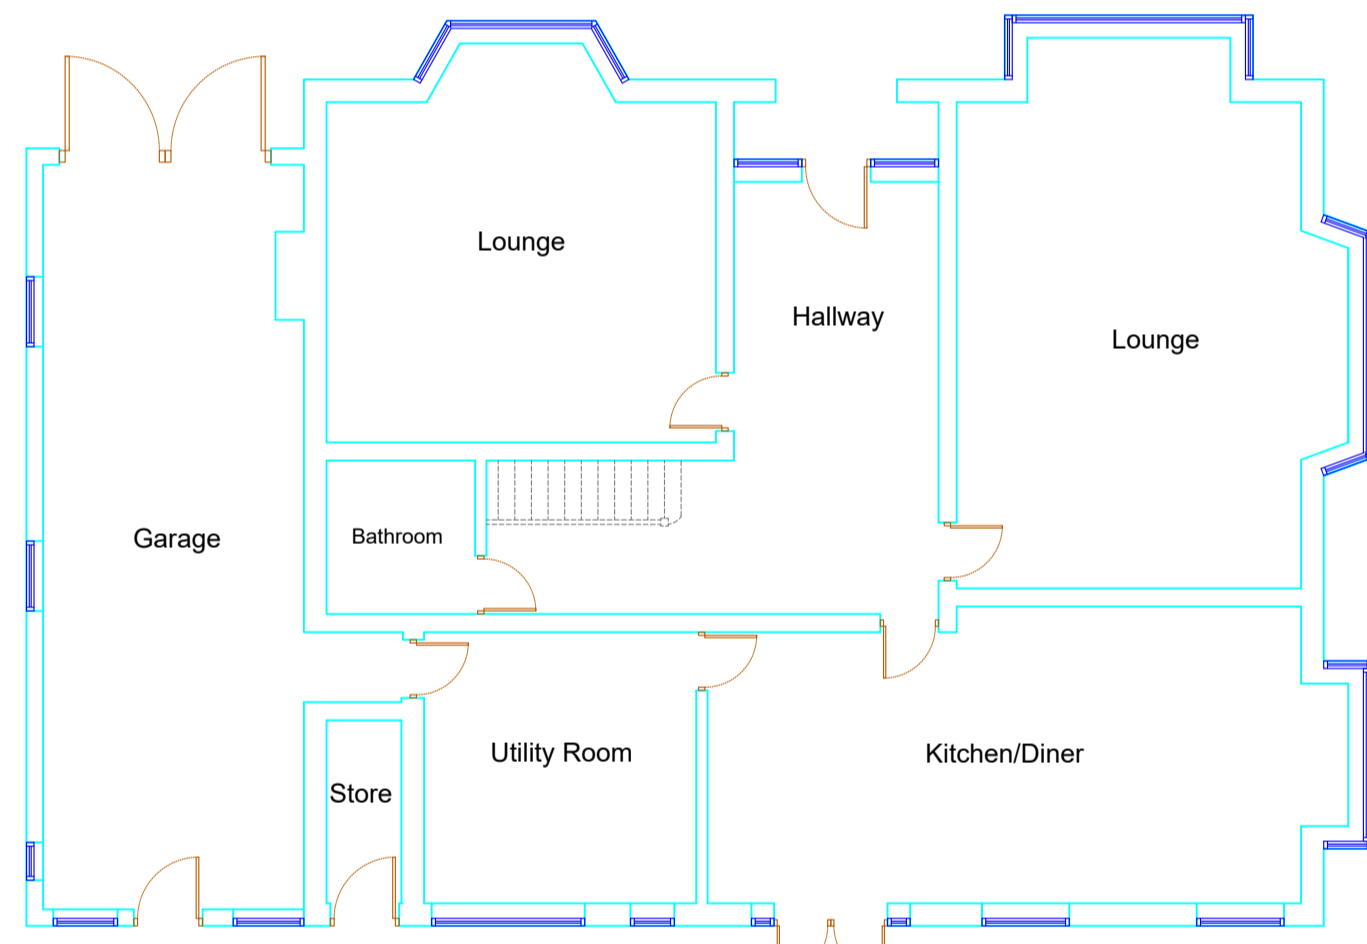 Lounge
Hallway
Lounge
Garage
Bathroom
Utility Room
Kitchen/Diner
Store